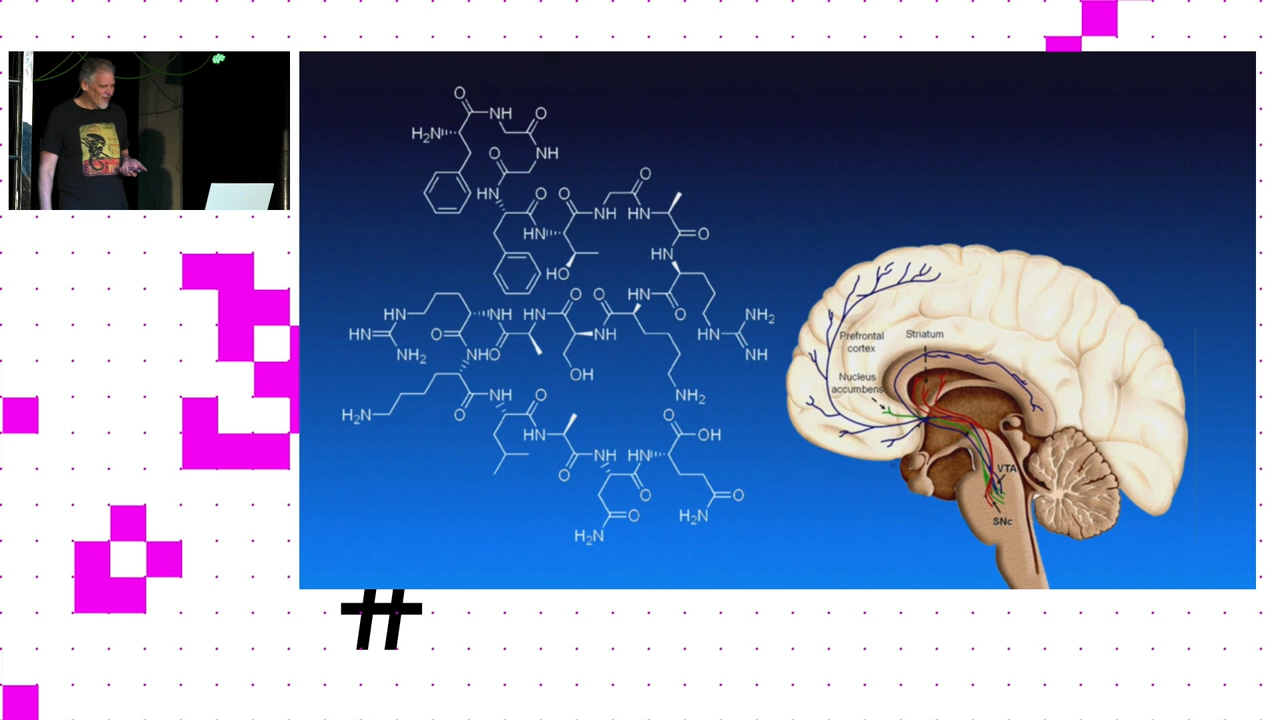 O
NH
O
H₂N
O
NH
HN
O
O
O
NH
HN
O
HN
HN
HO
O
O
HN
O
HN
NH
NH
O
NH₂
HN
HN
O
NH
NH
NH₂
NHO
O
OH
H₂N
NH
NH₂
O
O
O
HN
OH
O
NH
HN
O
O
O
H₂N
H₂N
Prefrontal
cortex
Striatum
Nucleus
accumbens
VTA
SNc
#